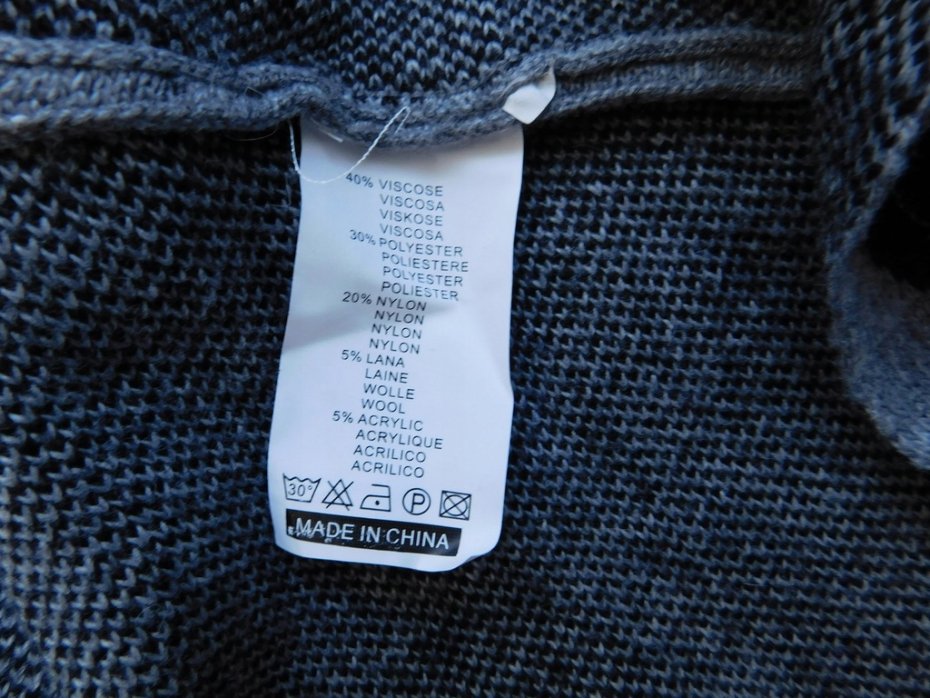 40% VISCOSE
VISCOSA
VISKOSE
VISCOSA
30% POLYESTER
POLIESTERE
POLYESTER
POLIESTER
20% NYLON
NYLON
NYLON
NYLON
5% LANA
LAINE
WOLLE
WOOL
5% ACRYLIC
ACRYLIQUE
ACRILICO
ACRILICO
30° P
MADE IN CHINA